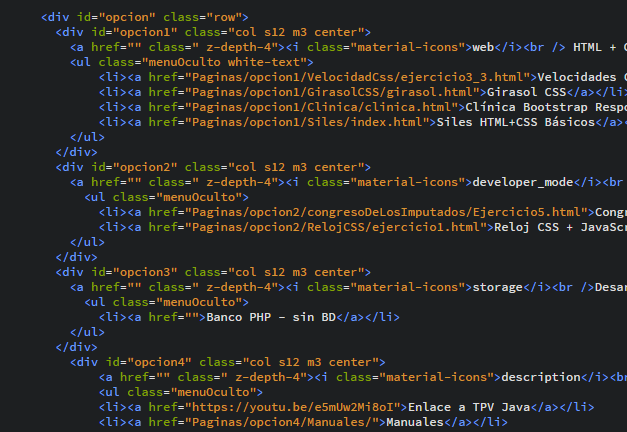 <div id="opcion" class="row">
<div id="opcion1" class="col s12 m3 center">
<a href="" class=" z-depth-4"><i class="material-icons">web</i><br /> HTML + 
<ul class="menuOculto white-text">
<li><a href="Paginas/opcion1/VelocidadCss/ejercicio3_3.html">Velocidades
<li><a href="Paginas/opcion1/GirasolCSS/girasol.html">Girasol CSS</a></li>
<li><a href="Paginas/opcion1/Clinica/clinica.html">Clínica Bootstrap Respo
<li><a href="Paginas/opcion1/Siles/index.html">Siles HTML+CSS Básicos</a>
</ul>
</div>
<div id="opcion2" class="col s12 m3 center">
<a href="" class=" z-depth-4"><i class="material-icons">developer_mode</i><br
<ul class="menuOculto">
<li><a href="Paginas/opcion2/congresoDeLosImputados/Ejercicio5.html">Cong
<li><a href="Paginas/opcion2/RelojCSS/ejercicio1.html">Reloj CSS + JavaScr
</ul>
</div>
<div id="opcion3" class="col s12 m3 center">
<a href="" class=" z-depth-4"><i class="material-icons">storage</i><br />Desar
<ul class="menuOculto">
<li><a href="">Banco PHP - sin BD</a></li>
</ul>
</div>
<div id="opcion4" class="col s12 m3 center">
<a href="" class=" z-depth-4"><i class="material-icons">description</i><br
<ul class="menuOculto">
<li><a href="https://youtu.be/e5mUw2Mi8oI">Enlace a TPV Java</a></li>
<li><a href="Paginas/opcion4/Manuales/">Manuales</a></li>